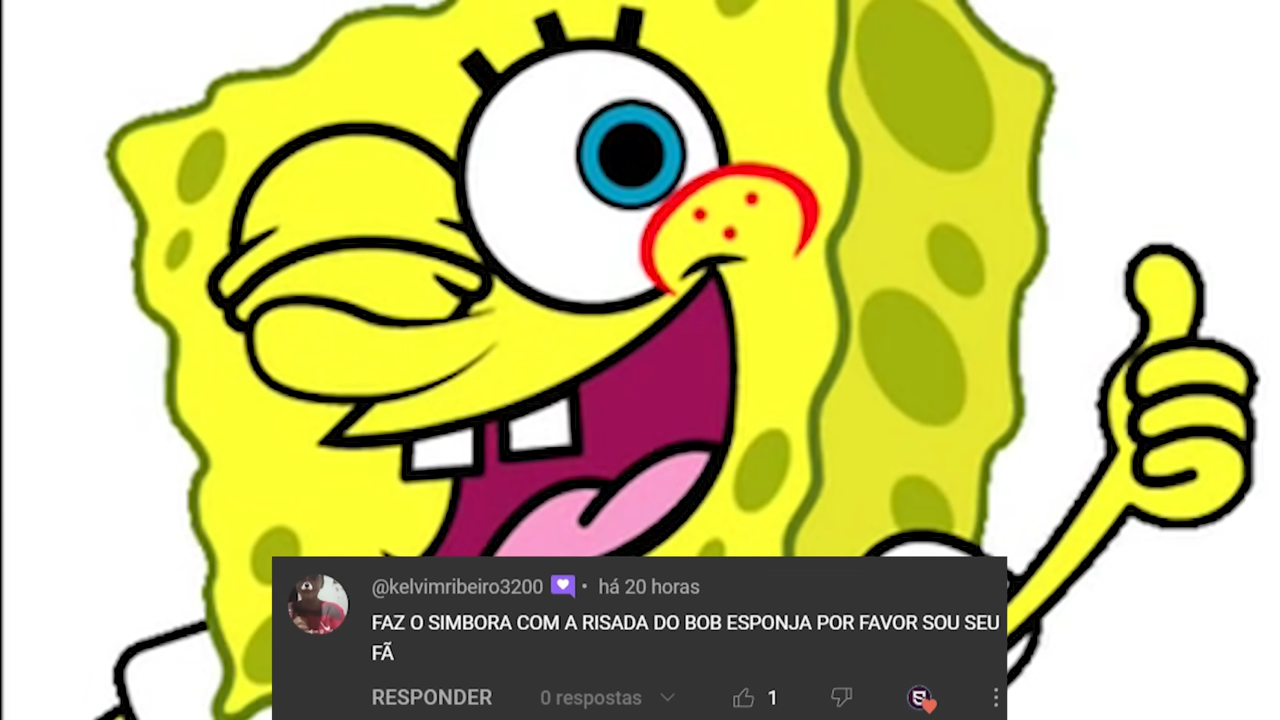 @kelvimribeiro3200 · há 20 horas
FAZ O SIMBORA COM A RISADA DO BOB ESPONJA POR FAVOR SOU SEU
FÃ
RESPONDER 0 respostas 1